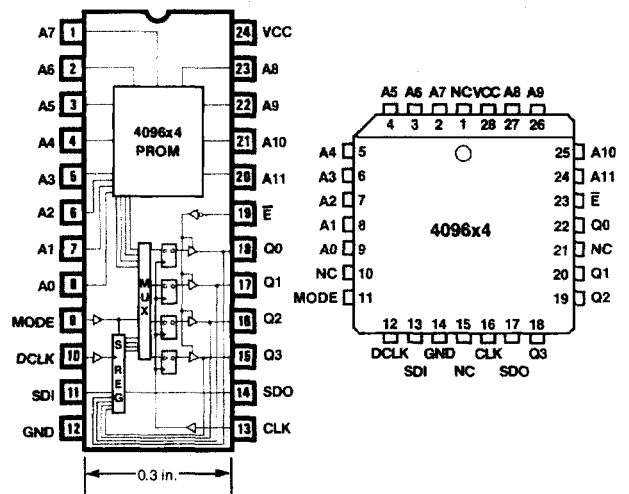 A7 1 24 VCC
A6 2 23 A8
A5 3 22 A9
A4 4 21 A10
A3 5 20 A11
A2 6 19 E̅
A1 7 18 Q0
A0 8 17 Q1
MODE 9 16 Q2
DCLK 10 15 Q3
SDI 11 14 SDO
GND 12 13 CLK
4096x4
PROM
MUX
S REG
0.3 in.
A5 A6 A7 NC VCC A8 A9
4 3 2 1 28 27 26
A4 5 25 A10
A3 6 24 A11
A2 7 23 E̅
A1 8 22 Q0
A0 9 21 NC
NC 10 20 Q1
MODE 11 19 Q2
4096x4
12 13 14 15 16 17 18
DCLK GND CLK Q3
SDI NC SDO